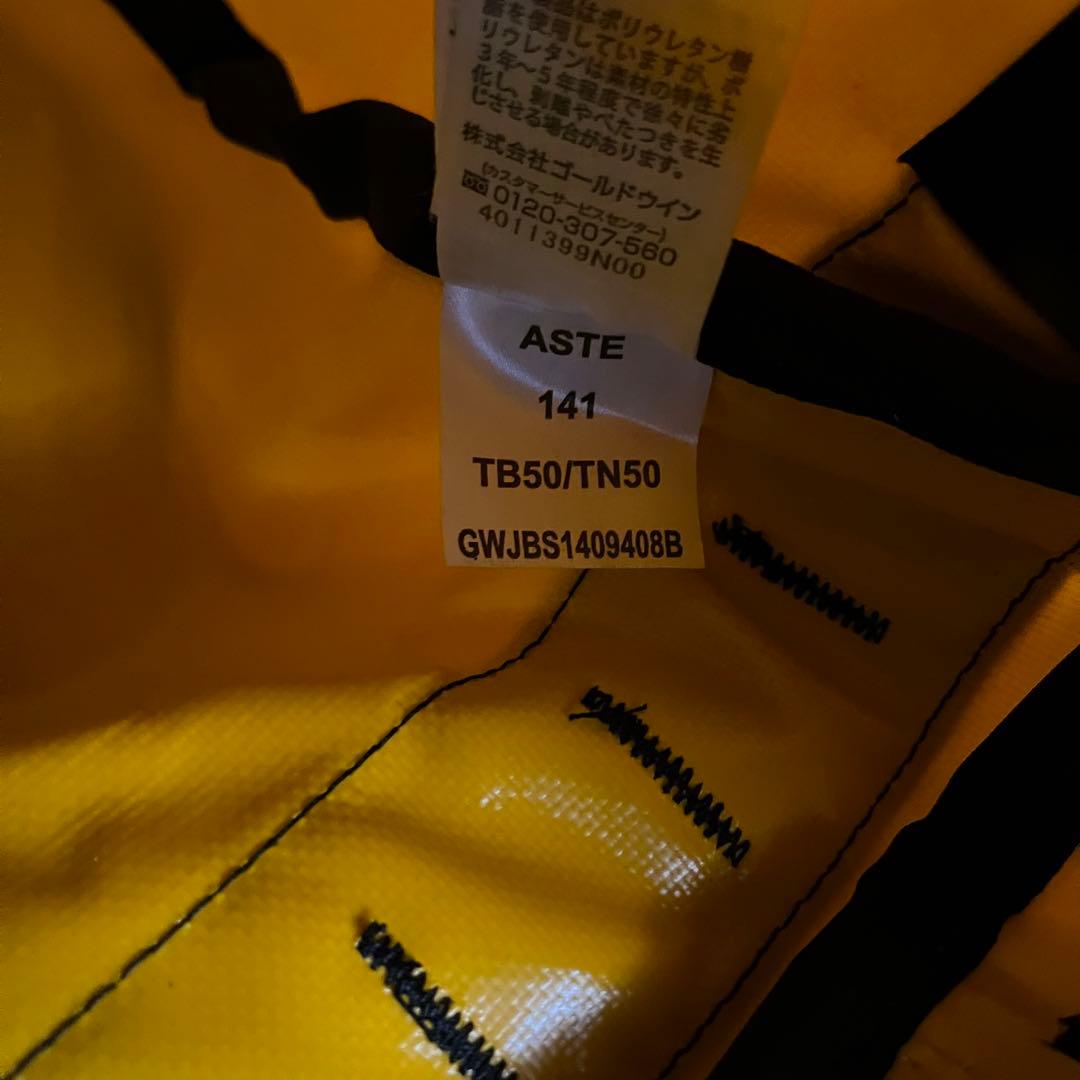 製品はポリウレタン樹
脂を使用していますが、ポ
リウレタンは素材の特性上
3年〜5年程度で徐々に劣
化し、剥離やべたつきを生
じさせる場合があります。
株式会社ゴールドウイン
(カスタマーサービスセンター)
0120-307-560
4011399N00
ASTE
141
TB50/TN50
GWJBS1409408B